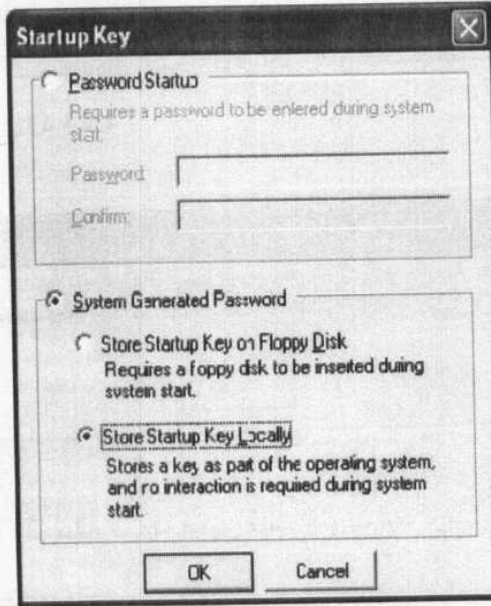 Startup Key
Password Startup
Requires a password to be entered during system
start.
Password:
Confirm:
System Generated Password
Store Startup Key on Floppy Disk
Requires a floppy disk to be inserted during
system start.
Store Startup Key Locally
Stores a key as part of the operating system,
and no interaction is required during system
start.
OK
Cancel